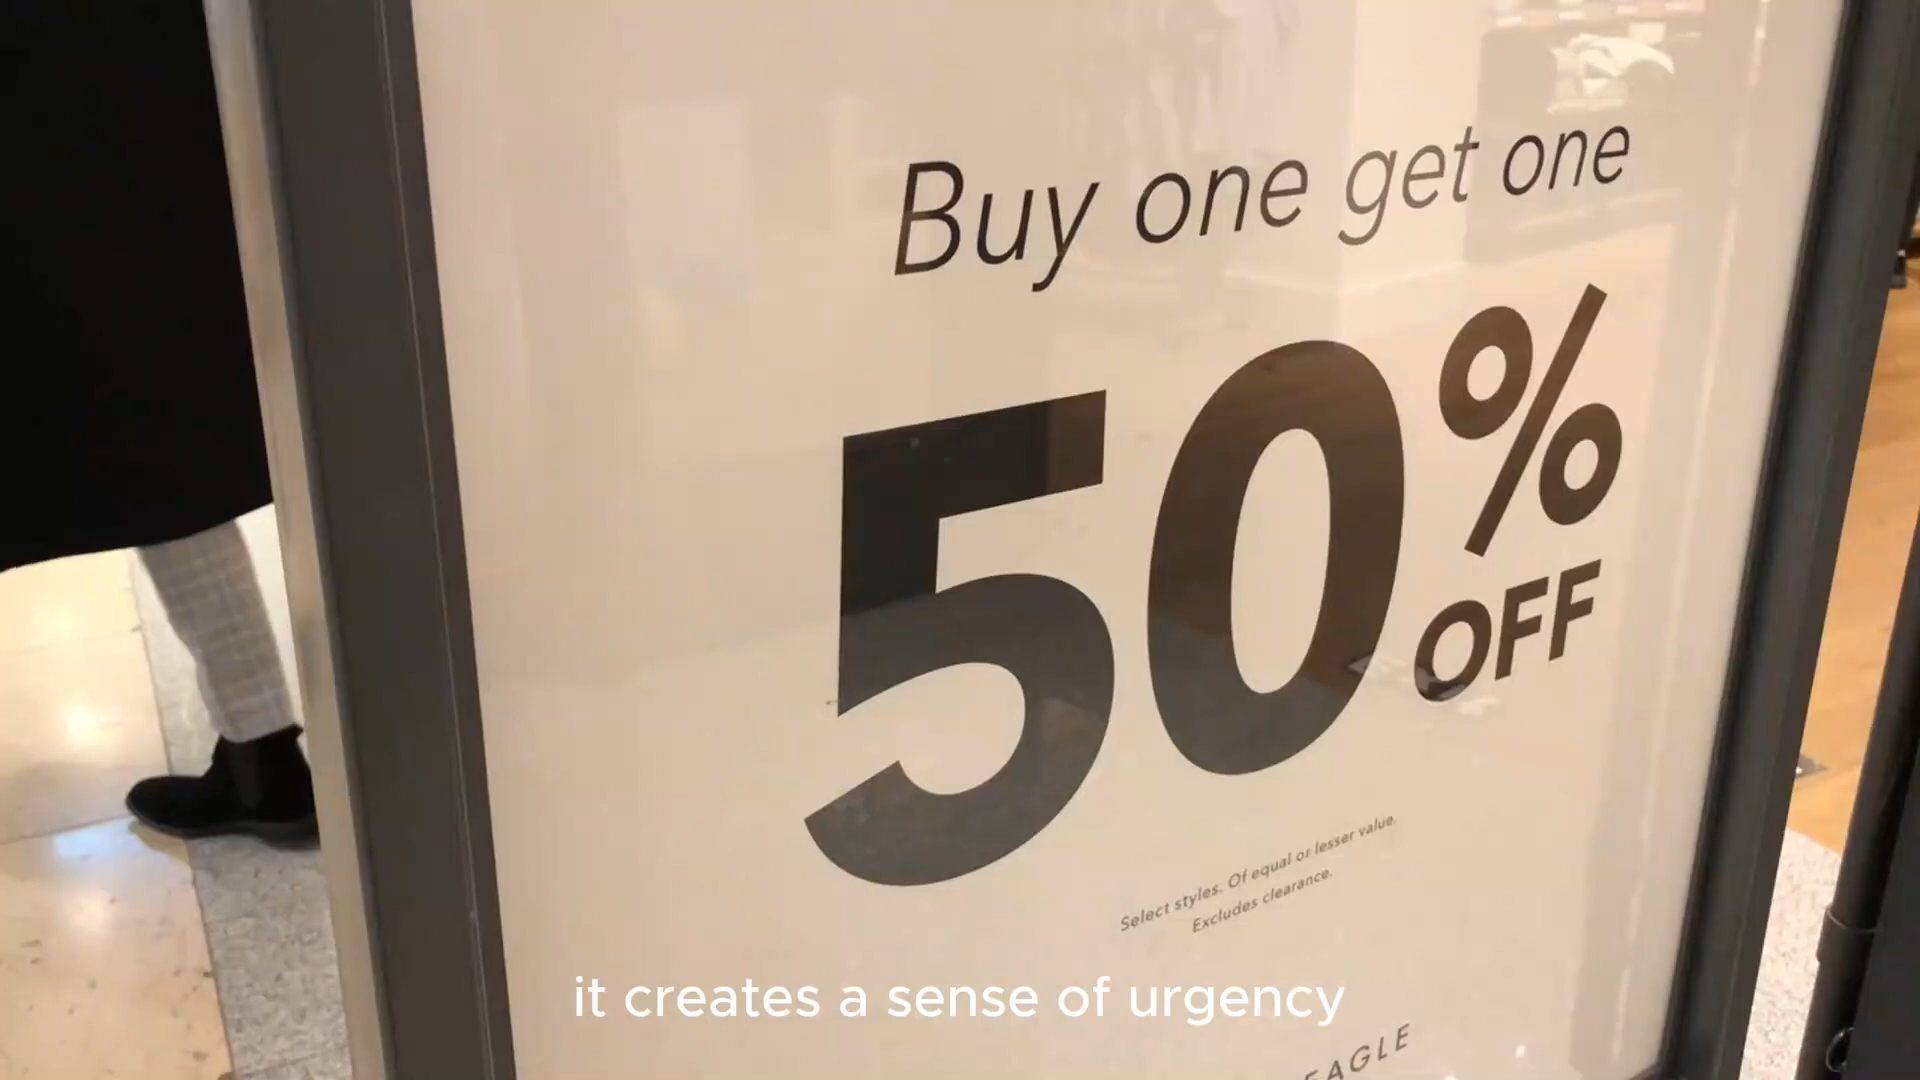 Buy one get one
50%
OFF
Select styles. Of equal or lesser value.
Excludes clearance.
it creates a sense of urgency
EAGLE